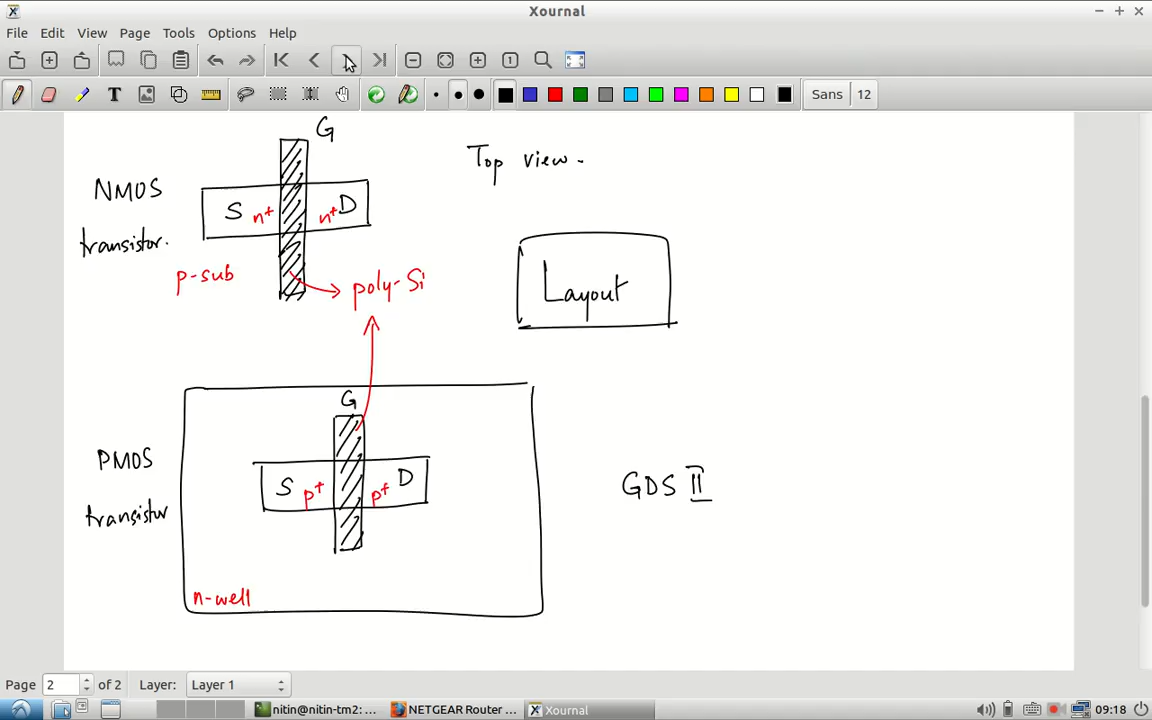 Xournal
File Edit View Page Tools Options Help
Sans 12
G
Top view.
NMOS
transistor.
S n+ n+ D
p-sub
poly-Si
Layout
G
PMOS
transistor
S p+ p+ D
GDS II
n-well
Page 2 of 2 Layer: Layer 1
nitin@nitin-tm2: ... NETGEAR Router ... Xournal 09:18